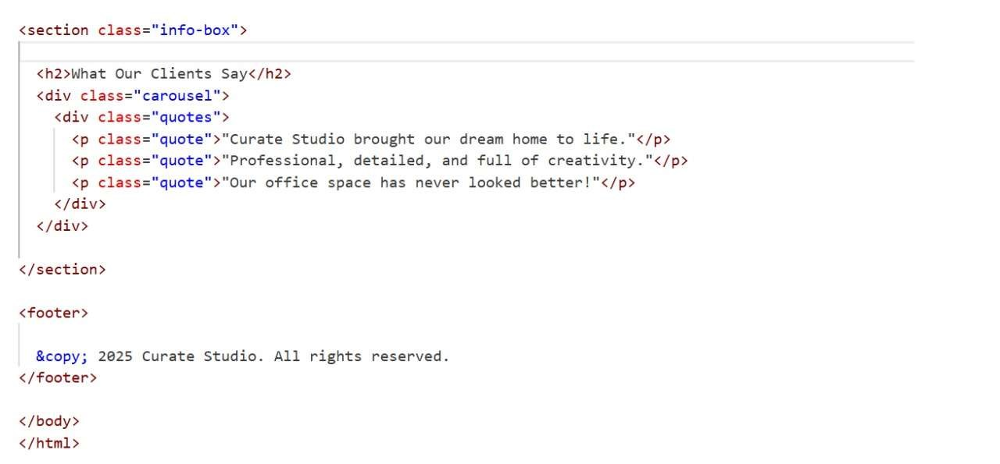 <section class="info-box">
<h2>What Our Clients Say</h2>
<div class="carousel">
<div class="quotes">
<p class="quote">"Curate Studio brought our dream home to life."</p>
<p class="quote">"Professional, detailed, and full of creativity."</p>
<p class="quote">"Our office space has never looked better!"</p>
</div>
</div>
</section>
<footer>
&copy; 2025 Curate Studio. All rights reserved.
</footer>
</body>
</html>